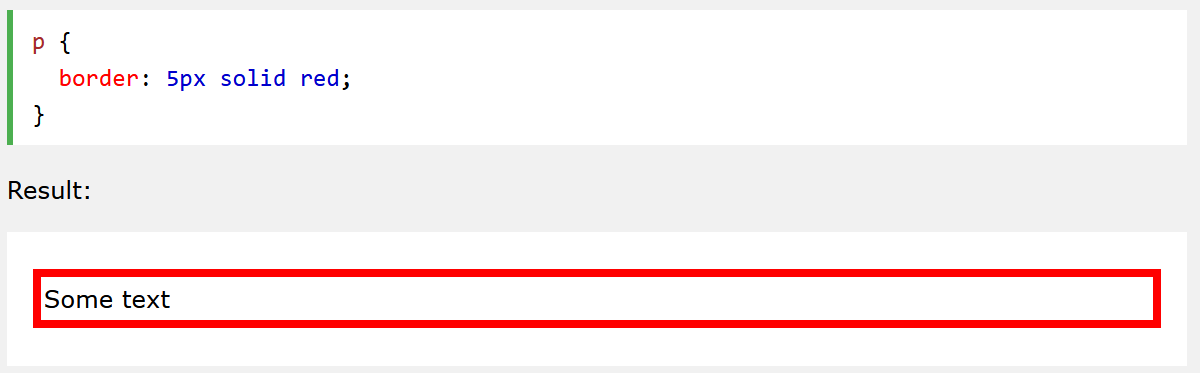 p {
  border: 5px solid red;
}
Result:
Some text